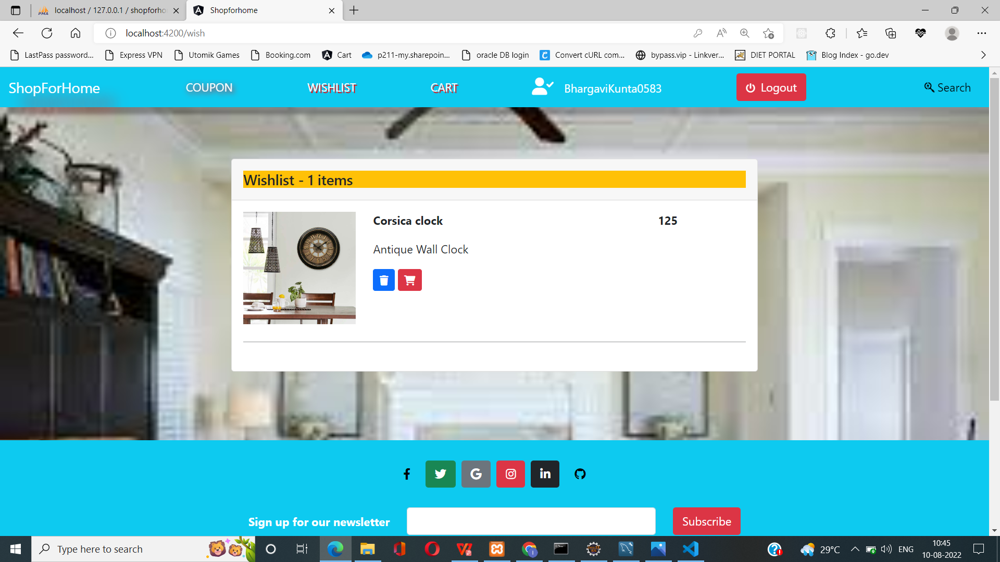 localhost / 127.0.0.1 / shopforho
Shopforhome
localhost:4200/wish
LastPass password...
Express VPN
Utomik Games
Booking.com
Cart
p211-my.sharepoin...
oracle DB login
Convert cURL com...
bypass.vip - Linkver...
DIET PORTAL
Blog Index - go.dev
ShopForHome
COUPON
WISHLIST
CART
BhargaviKunta0583
Logout
Search
Wishlist - 1 items
Corsica clock
125
Antique Wall Clock
Sign up for our newsletter
Subscribe
Type here to search
29°C
ENG
10:45
10-08-2022